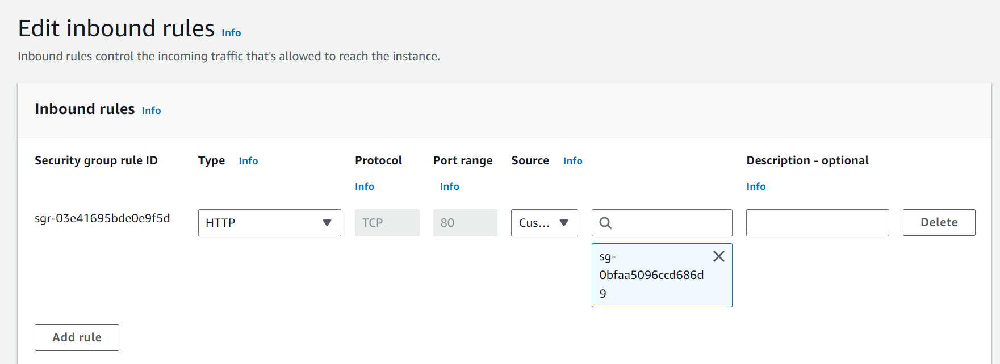 Edit inbound rules Info
Inbound rules control the incoming traffic that's allowed to reach the instance.
Inbound rules Info
Security group rule ID Type Info Protocol Port range Source Info Description - optional
Info Info Info
sgr-03e41695bde0e9f5d HTTP TCP 80 Cus... Delete
sg-
0bfaa5096ccd686d
9
Add rule